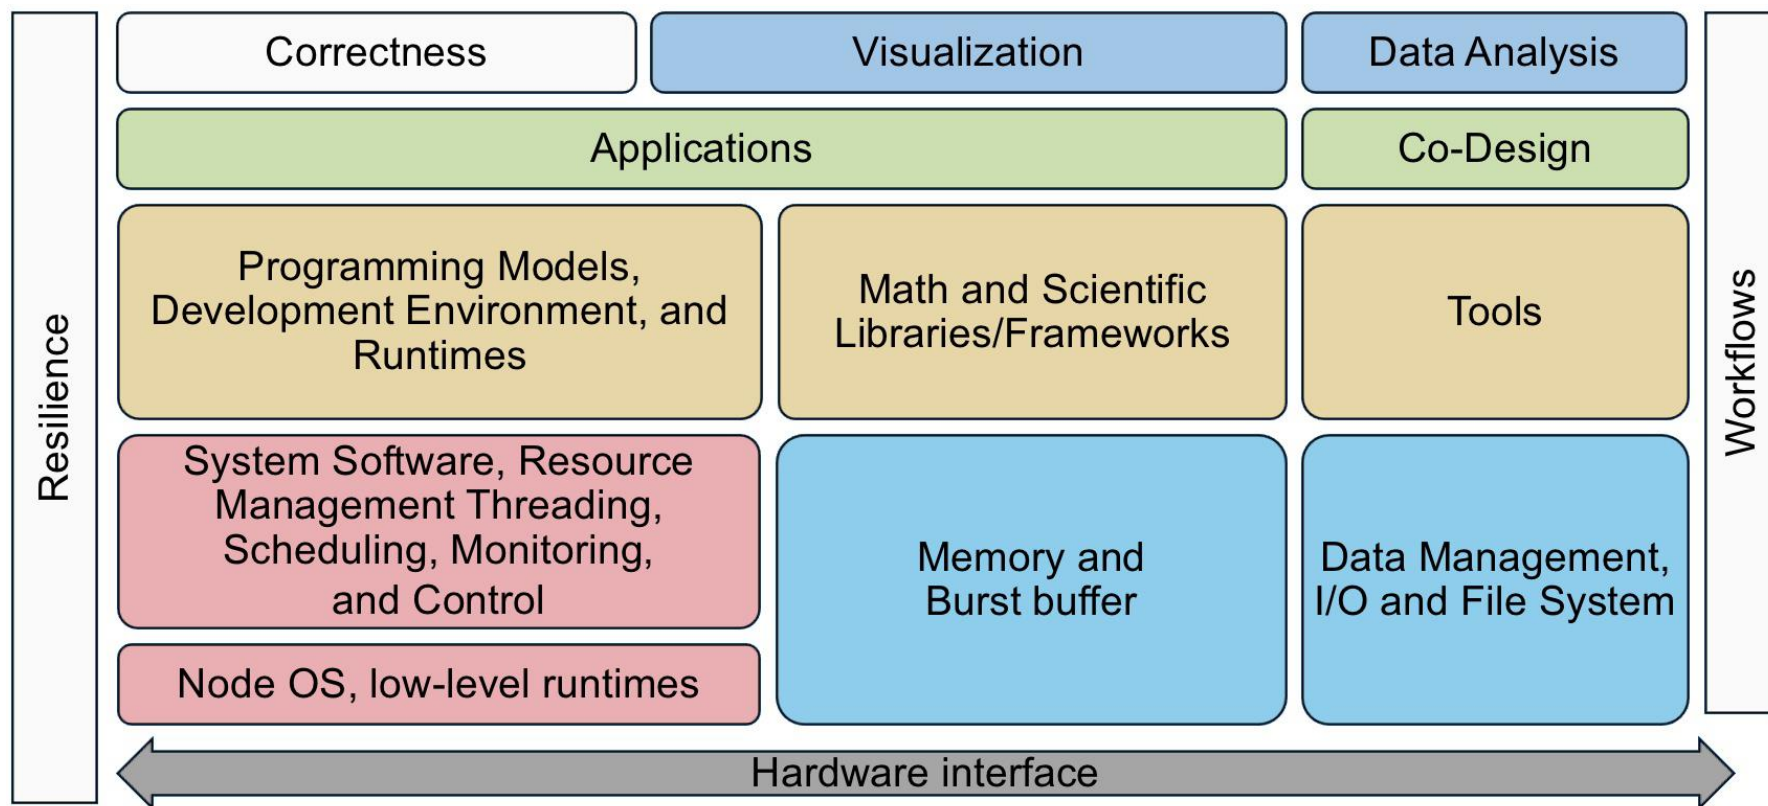 Correctness
Visualization
Data Analysis
Applications
Co-Design
Resilience
Programming Models,
Development Environment, and
Runtimes
Math and Scientific
Libraries/Frameworks
Tools
Workflows
System Software, Resource
Management Threading,
Scheduling, Monitoring,
and Control
Memory and
Burst buffer
Data Management,
I/O and File System
Node OS, low-level runtimes
Hardware interface